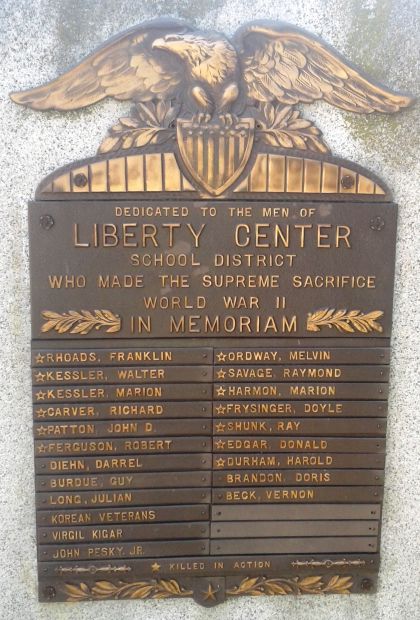 DEDICATED TO THE MEN OF
LIBERTY CENTER
SCHOOL DISTRICT
WHO MADE THE SUPREME SACRIFICE
WORLD WAR II
IN MEMORIAM
☆RHOADS, FRANKLIN
☆KESSLER, WALTER
☆KESSLER, MARION
☆CARVER, RICHARD
☆PATTON, JOHN D.
☆FERGUSON, ROBERT
DIEHN, DARREL
BURDUE, GUY
LONG, JULIAN
KOREAN VETERANS
VIRGIL KIGAR
JOHN PESKY, JR.
☆ORDWAY, MELVIN
☆SAVAGE, RAYMOND
☆HARMON, MARION
☆FRYSINGER, DOYLE
☆SHUNK, RAY
☆EDGAR, DONALD
☆DURHAM, HAROLD
BRANDON, DORIS
BECK, VERNON
★ KILLED IN ACTION